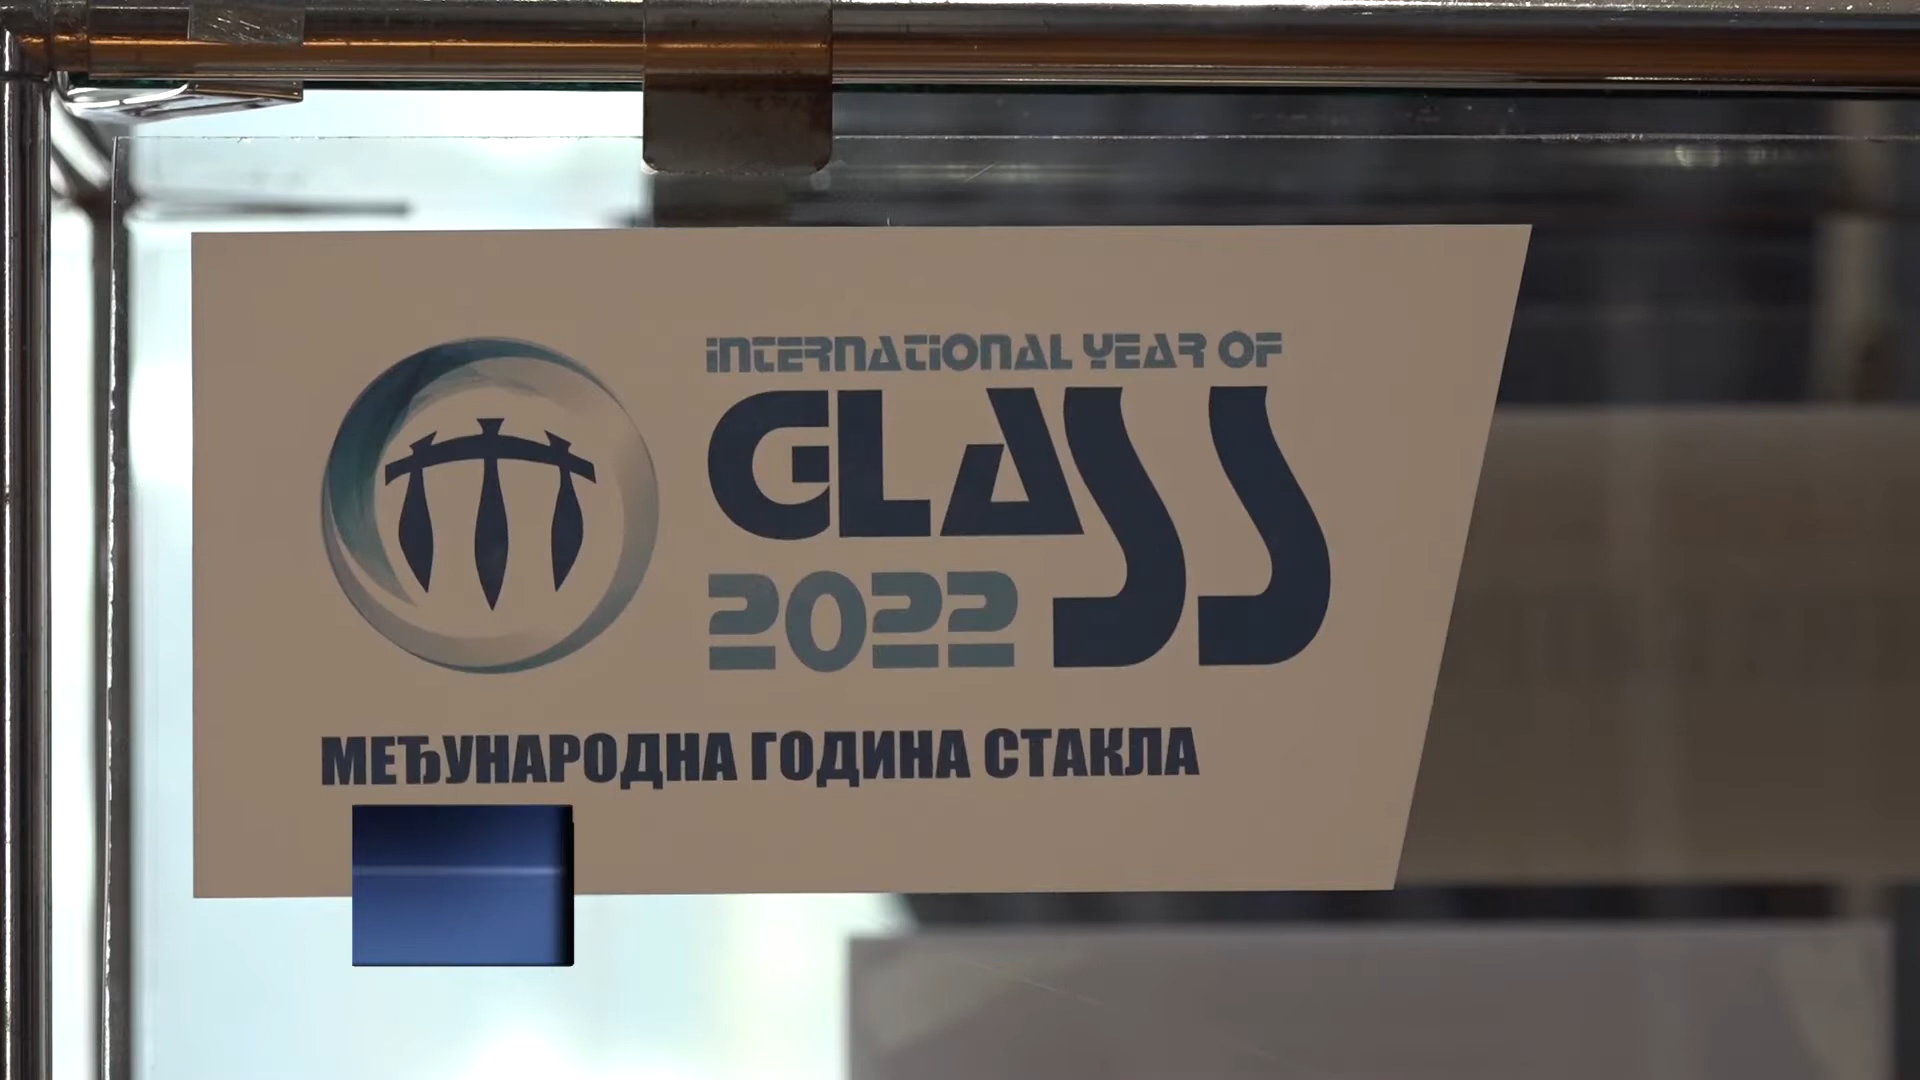 INTERNATIONAL YEAR OF
GLASS
2022
МЕЂУНАРОДНА ГОДИНА СТАКЛА